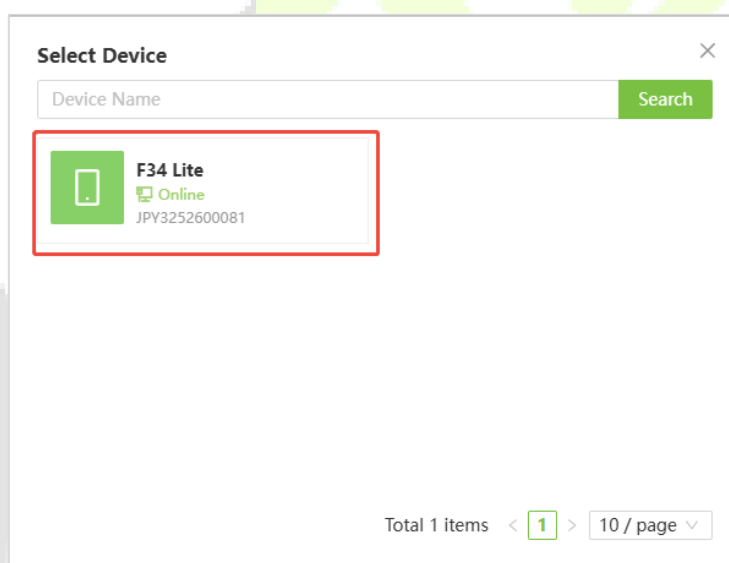 Select Device
Device Name
Search
F34 Lite
Online
JPY3252600081
Total 1 items < 1 > 10 / page